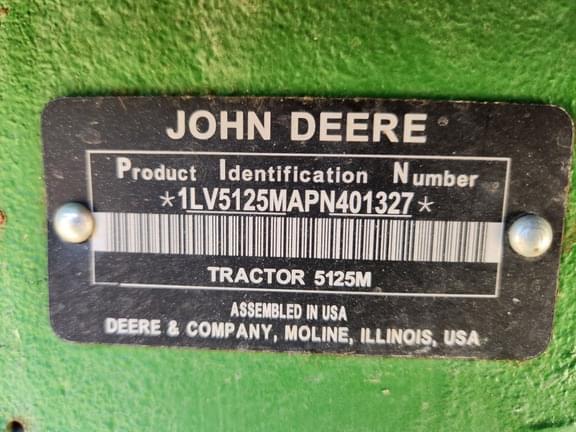 JOHN DEERE
Product Identification Number
*1LV5125MAPN401327*
TRACTOR 5125M
ASSEMBLED IN USA
DEERE & COMPANY, MOLINE, ILLINOIS, USA